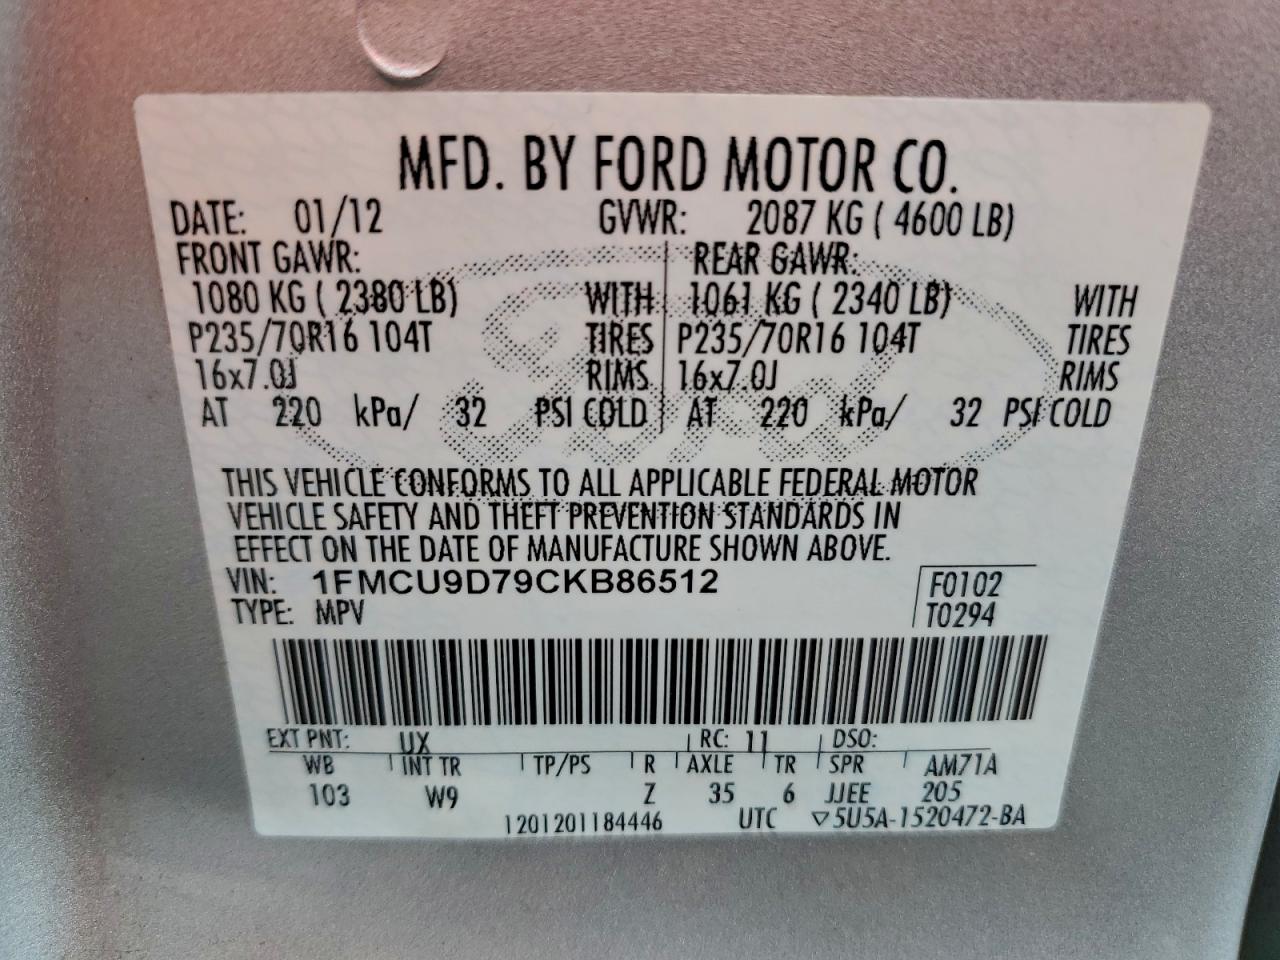 MFD. BY FORD MOTOR CO.
DATE: 01/12 GVWR: 2087 KG ( 4600 LB)
FRONT GAWR: REAR GAWR:
1080 KG ( 2380 LB) WITH 1061 KG ( 2340 LB) WITH
P235/70R16 104T TIRES P235/70R16 104T TIRES
16x7.0J RIMS 16x7.0J RIMS
AT 220 kPa/ 32 PSI COLD AT 220 kPa/ 32 PSI COLD
Ford
THIS VEHICLE CONFORMS TO ALL APPLICABLE FEDERAL MOTOR
VEHICLE SAFETY AND THEFT PREVENTION STANDARDS IN
EFFECT ON THE DATE OF MANUFACTURE SHOWN ABOVE.
VIN: 1FMCU9D79CKB86512 F0102
TYPE: MPV T0294
EXT PNT: UX RC: 11 DSO:
WB INT TR TP/PS R AXLE TR SPR AM71A
103 W9 Z 35 6 JJEE 205
1201201184446 UTC ▽5U5A-1520472-BA